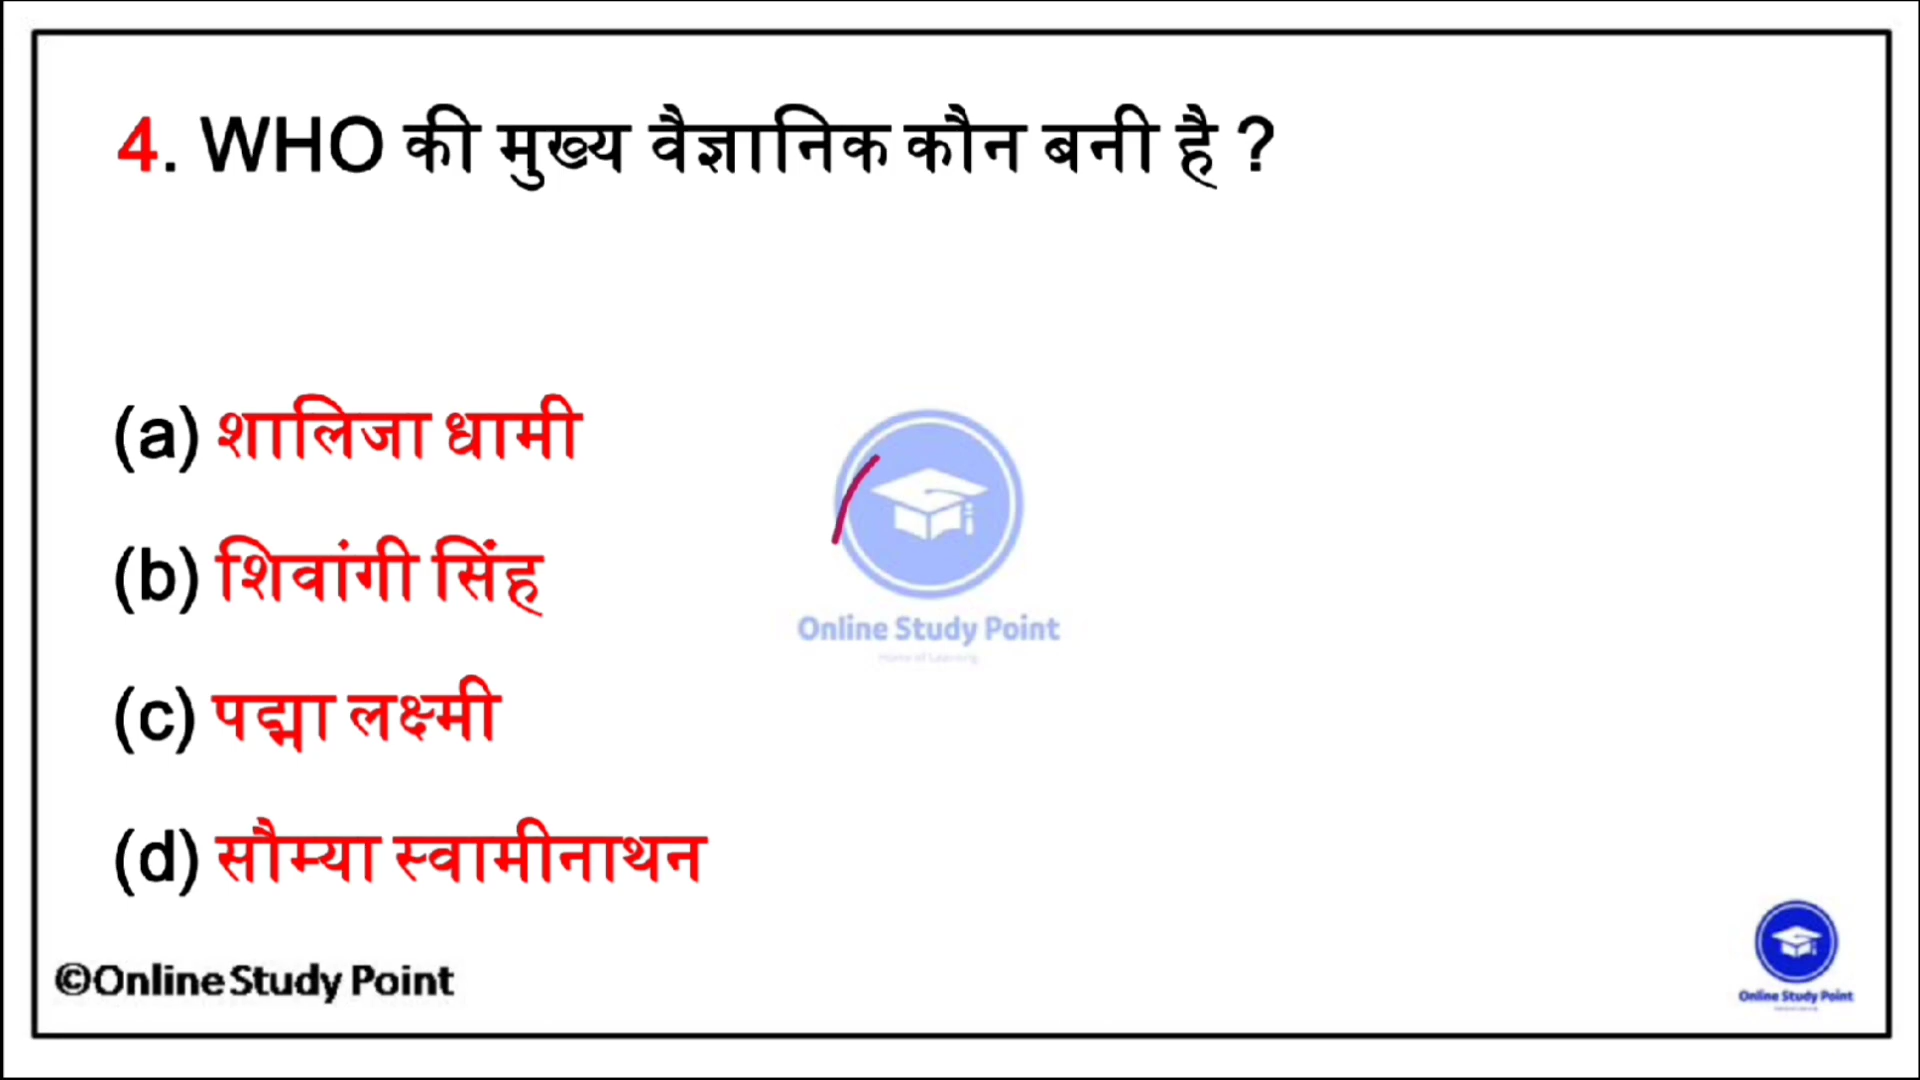 4. WHO की मुख्य वैज्ञानिक कौन बनी है ?
(a) शालिजा धामी
(b) शिवांगी सिंह
Online Study Point
(c) पद्मा लक्ष्मी
(d) सौम्या स्वामीनाथन
©Online Study Point
Online Study Point